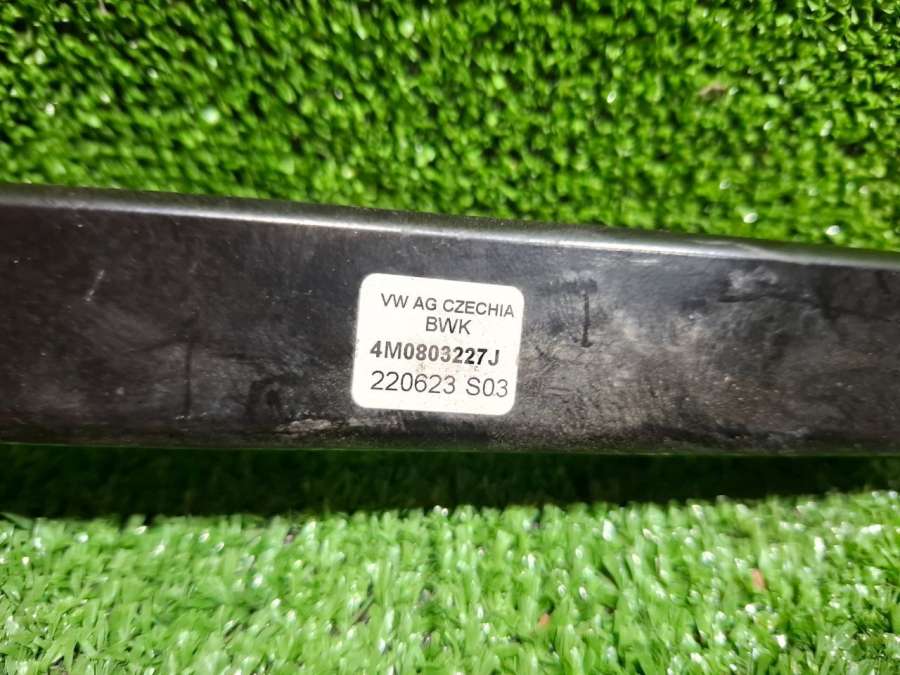 VW AG CZECHIA
BWK
4M0803227J
220623 S03